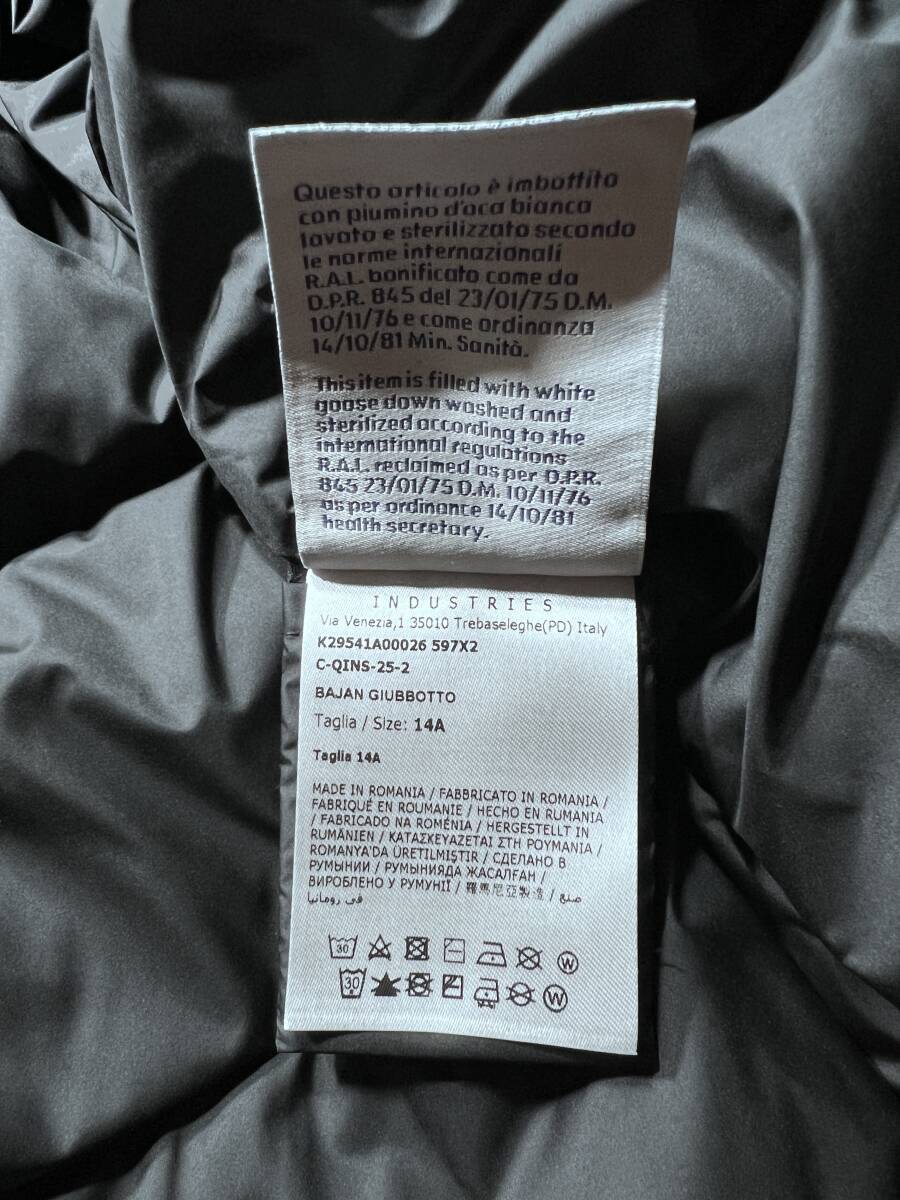 Questo articolo è imbottito
con piumino d'oca bianca
lavato e sterilizzato secondo
le norme internazionali
R.A.L. bonificato come da
D.P.R. 845 del 23/01/75 D.M.
10/11/76 e come ordinanza
14/10/81 Min. Sanità.
This item is filled with white
goose down washed and
sterilized according to the
international regulations
R.A.L. reclaimed as per D.P.R.
845 23/01/75 D.M. 10/11/76
as per ordinance 14/10/81
health secretary.
INDUSTRIES
Via Venezia,1 35010 Trebaseleghe(PD) Italy
K29541A00026 597X2
C-QINS-25-2
BAJAN GIUBBOTTO
Taglia / Size: 14A
Taglia 14A
MADE IN ROMANIA / FABBRICATO IN ROMANIA /
FABRIQUÉ EN ROUMANIE / HECHO EN RUMANIA
/ FABRICADO NA ROMÉNIA / HERGESTELLT IN
RUMÄNIEN / ΚΑΤΑΣΚΕΥΑΖΕΤΑΙ ΣΤΗ ΡΟΥΜΑΝΙΑ /
ROMANYA'DA ÜRETILMIŞTIR / СДЕЛАНО В
РУМЫНИИ / РУМЫНИЯДА ЖАСАЛҒАН /
ВИРОБЛЕНО У РУМУНІЇ / 羅馬尼亞製造 / صنع
في رومانيا
30 W
30 W